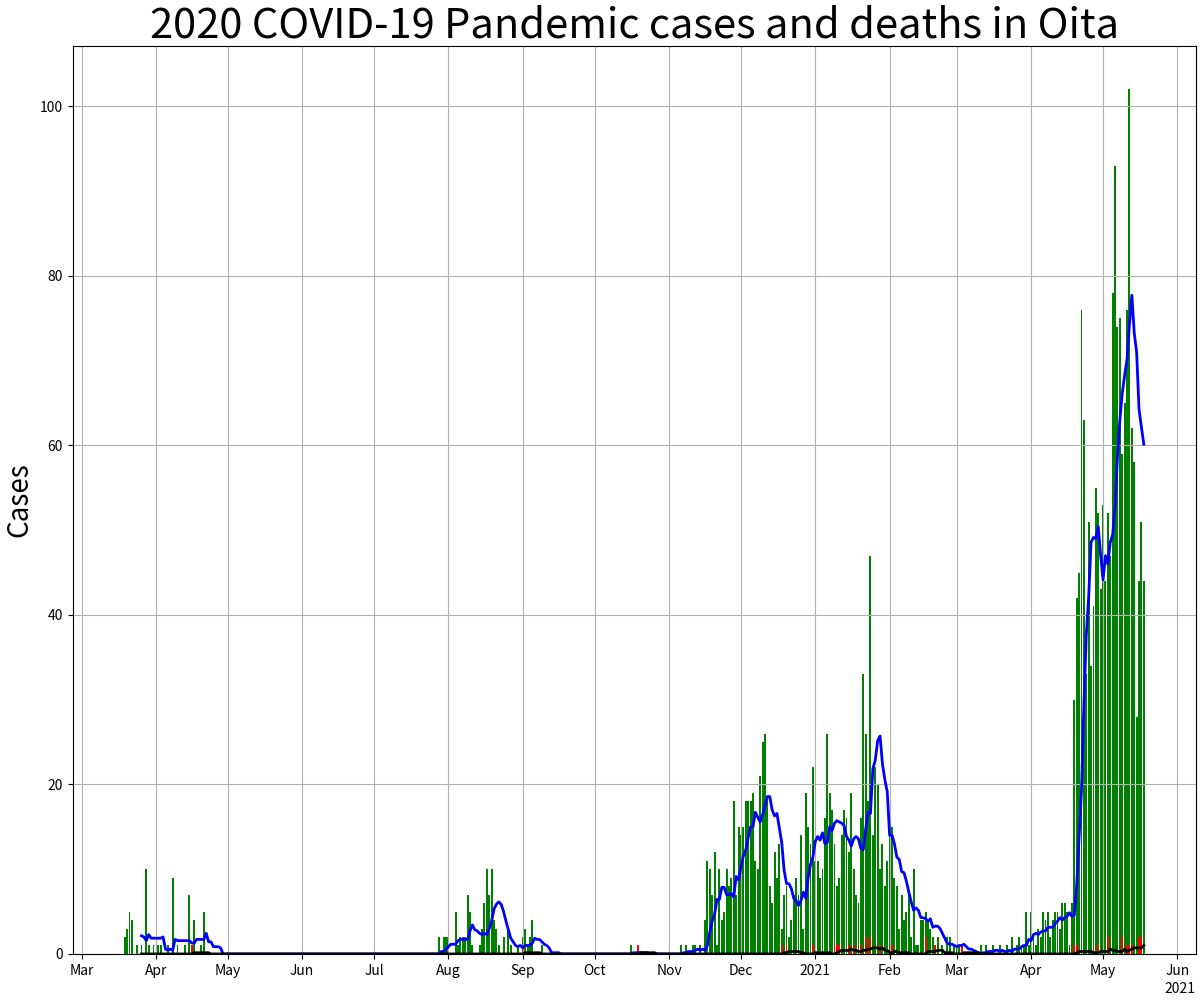 2020 COVID-19 Pandemic cases and deaths in Oita
100
80
60
40
20
0
Cases
Mar Apr May Jun Jul Aug Sep Oct Nov Dec 2021 Feb Mar Apr May Jun
2021